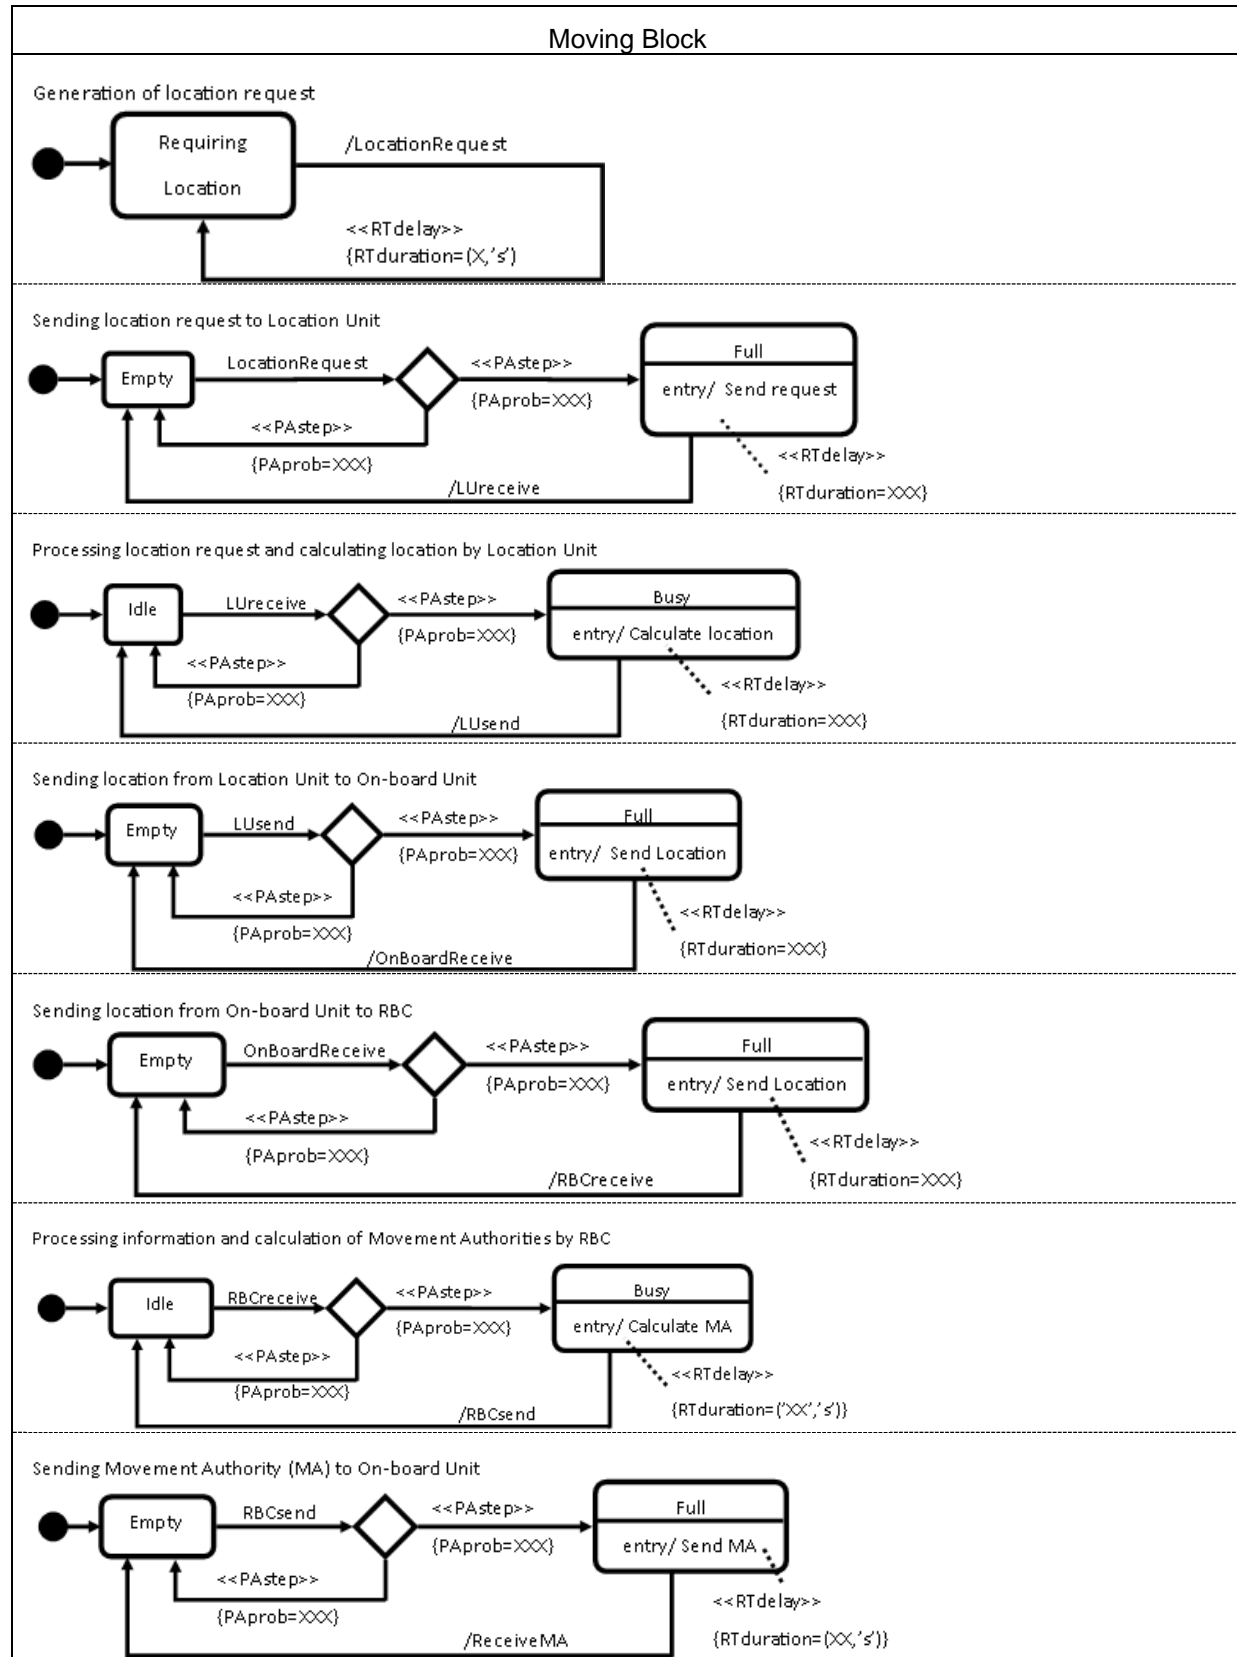 Moving Block
Generation of location request
Requiring
Location
/LocationRequest
<<RTdelay>>
{RTduration=(X,'s')
Sending location request to Location Unit
Empty
LocationRequest
<<PAstep>>
{PAprob=XXX}
<<PAstep>>
{PAprob=XXX}
Full
entry/ Send request
<<RTdelay>>
{RTduration=XXX}
/LUreceive
Processing location request and calculating location by Location Unit
Idle
LUreceive
<<PAstep>>
{PAprob=XXX}
<<PAstep>>
{PAprob=XXX}
Busy
entry/ Calculate location
<<RTdelay>>
{RTduration=XXX}
/LUsend
Sending location from Location Unit to On-board Unit
Empty
LUsend
<<PAstep>>
{PAprob=XXX}
<<PAstep>>
{PAprob=XXX}
Full
entry/ Send Location
<<RTdelay>>
{RTduration=XXX}
/OnBoardReceive
Sending location from On-board Unit to RBC
Empty
OnBoardReceive
<<PAstep>>
{PAprob=XXX}
<<PAstep>>
{PAprob=XXX}
Full
entry/ Send Location
<<RTdelay>>
{RTduration=XXX}
/RBCreceive
Processing information and calculation of Movement Authorities by RBC
Idle
RBCreceive
<<PAstep>>
{PAprob=XXX}
<<PAstep>>
{PAprob=XXX}
Busy
entry/ Calculate MA
<<RTdelay>>
{RTduration=('XX','s')}
/RBCsend
Sending Movement Authority (MA) to On-board Unit
Empty
RBCsend
<<PAstep>>
{PAprob=XXX}
<<PAstep>>
{PAprob=XXX}
Full
entry/ Send MA
<<RTdelay>>
{RTduration=(XX,'s')}
/ReceiveMA